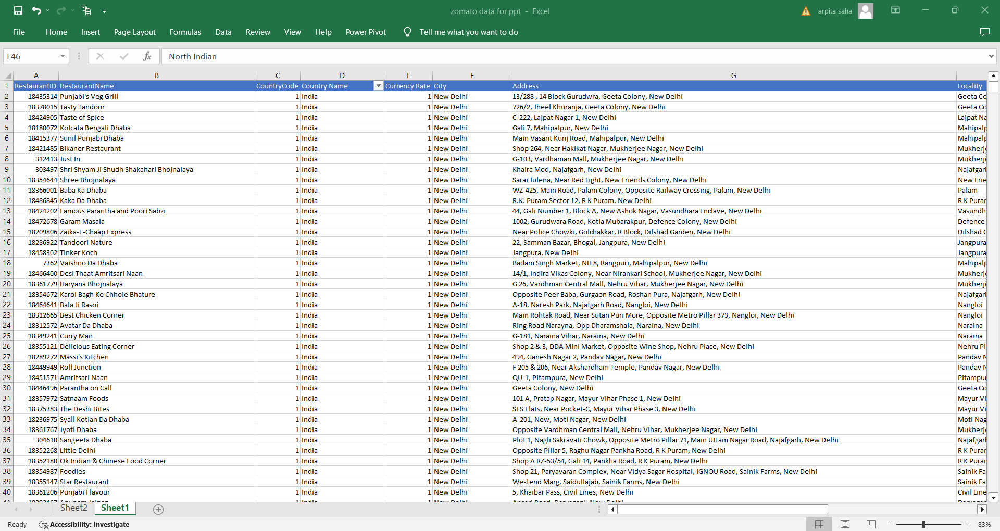 zomato data for ppt - Excel
arpita saha
File Home Insert Page Layout Formulas Data Review View Help Power Pivot Tell me what you want to do
L46 fx North Indian
A B C D E F G
1 RestaurantID RestaurantName CountryCode Country Name Currency Rate City Address Locality
2 18435314 Punjabi's Veg Grill 1 India 1 New Delhi 13/288 , 14 Block Gurudwra, Geeta Colony, New Delhi Geeta Co
3 18378015 Tasty Tandoor 1 India 1 New Delhi 726/2, Jheel Khuranja, Geeta Colony, New Delhi Geeta Co
4 18424905 Taste of Spice 1 India 1 New Delhi C-222, Lajpat Nagar 1, New Delhi Lajpat Na
5 18180072 Kolcata Bengali Dhaba 1 India 1 New Delhi Gali 7, Mahipalpur, New Delhi Mahipalp
6 18415377 Sunil Punjabi Dhaba 1 India 1 New Delhi Main Vasant Kunj Road, Mahipalpur, New Delhi Mahipalp
7 18421485 Bikaner Restaurant 1 India 1 New Delhi Shop 264, Near Hakikat Nagar, Mukherjee Nagar, New Delhi Mukherje
8 312413 Just In 1 India 1 New Delhi G-103, Vardhaman Mall, Mukherjee Nagar, New Delhi Mukherje
9 303497 Shri Shyam Ji Shudh Shakahari Bhojnalaya 1 India 1 New Delhi Khaira Mod, Najafgarh, New Delhi Najafgarh
10 18354644 Shree Bhojnalaya 1 India 1 New Delhi Sarai Julena, Near Red Light, New Friends Colony, New Delhi New Frie
11 18366001 Baba Ka Dhaba 1 India 1 New Delhi WZ-425, Main Road, Palam Colony, Opposite Railway Crossing, Palam, New Delhi Palam
12 18486845 Kaka Da Dhaba 1 India 1 New Delhi R.K. Puram Sector 12, R K Puram, New Delhi R K Puram
13 18424202 Famous Parantha and Poori Sabzi 1 India 1 New Delhi 44, Gali Number 1, Block A, New Ashok Nagar, Vasundhara Enclave, New Delhi Vasundha
14 18472678 Garam Masala 1 India 1 New Delhi 1002, Gurudwara Road, Kotla Mubarakpur, Defence Colony, New Delhi Defence
15 18209806 Zaika-E-Chaap Express 1 India 1 New Delhi Near Police Chowki, Golchakkar, R Block, Dilshad Garden, New Delhi Dilshad G
16 18286922 Tandoori Nature 1 India 1 New Delhi 22, Samman Bazar, Bhogal, Jangpura, New Delhi Jangpura
17 18458302 Tinker Koch 1 India 1 New Delhi Jangpura, New Delhi Jangpura
18 7362 Vaishno Da Dhaba 1 India 1 New Delhi Badam Singh Market, NH 8, Rangpuri, Mahipalpur, New Delhi Mahipalp
19 18466400 Desi Thaat Amritsari Naan 1 India 1 New Delhi 14/1, Indira Vikas Colony, Near Nirankari School, Mukherjee Nagar, New Delhi Mukherje
20 18361779 Haryana Bhojnalaya 1 India 1 New Delhi G 26, Vardhman Central Mall, Nehru Vihar, Mukherjee Nagar, New Delhi Mukherje
21 18354672 Karol Bagh Ke Chhole Bhature 1 India 1 New Delhi Opposite Peer Baba, Gurgaon Road, Roshan Pura, Najafgarh, New Delhi Najafgarh
22 18464641 Bala Ji Rasoi 1 India 1 New Delhi A-18, Naresh Park, Najafgarh Road, Nangloi, New Delhi Nangloi
23 18312665 Best Chicken Corner 1 India 1 New Delhi Main Rohtak Road, Near Sutan Puri More, Opposite Metro Pillar 373, Nangloi, New Delhi Nangloi
24 18312572 Avatar Da Dhaba 1 India 1 New Delhi Ring Road Narayna, Opp Dharamshala, Naraina, New Delhi Naraina
25 18349241 Curry Man 1 India 1 New Delhi G-181, Naraina Vihar, Naraina, New Delhi Naraina
26 18355121 Delicious Eating Corner 1 India 1 New Delhi Shop 2 & 3, DDA Mini Market, Opposite Wine Shop, Nehru Place, New Delhi Nehru Pl
27 18289272 Massi's Kitchen 1 India 1 New Delhi 494, Ganesh Nagar 2, Pandav Nagar, New Delhi Pandav N
28 18449949 Roll Junction 1 India 1 New Delhi F 205 & 206, Near Akshardham Temple, Pandav Nagar, New Delhi Pandav N
29 18451571 Amritsari Naan 1 India 1 New Delhi QU-1, Pitampura, New Delhi Pitampur
30 18446496 Parantha on Call 1 India 1 New Delhi Geeta Colony, New Delhi Geeta Co
31 18357972 Satnaam Foods 1 India 1 New Delhi 101 A, Pratap Nagar, Mayur Vihar Phase 1, New Delhi Mayur Vi
32 18375383 The Deshi Bites 1 India 1 New Delhi SFS Flats, Near Pocket-C, Mayur Vihar Phase 3, New Delhi Mayur Vi
33 18236975 Syall Kotian Da Dhaba 1 India 1 New Delhi A-201, New, Moti Nagar, New Delhi Moti Nag
34 18361767 Jyoti Dhaba 1 India 1 New Delhi Opposite Vardhman Central Mall, Nehru Vihar, Mukherjee Nagar, New Delhi Mukherje
35 304610 Sangeeta Dhaba 1 India 1 New Delhi Plot 1, Nagli Sakravati Chowk, Opposite Metro Pillar 71, Main Uttam Nagar Road, Najafgarh, New Delhi Najafgarh
36 18352268 Little Delhi 1 India 1 New Delhi Opposite Pillar 5, Raghu Nagar Pankha Road, R K Puram, New Delhi R K Puram
37 18352180 Ok Indian & Chinese Food Corner 1 India 1 New Delhi Shop A RZ-53/54, Gali 14, Pankha Road, R K Puram, New Delhi R K Puram
38 18354987 Foodies 1 India 1 New Delhi Shop 21, Paryavaran Complex, Near Vidya Sagar Hospital, IGNOU Road, Sainik Farms, New Delhi Sainik Fa
39 18355147 Star Restaurant 1 India 1 New Delhi Westend Marg, Saidullajab, Sainik Farms, New Delhi Sainik Fa
40 18361206 Punjabi Flavour 1 India 1 New Delhi 5, Khaibar Pass, Civil Lines, New Delhi Civil Line
Sheet2 Sheet1
Ready Accessibility: Investigate 83%